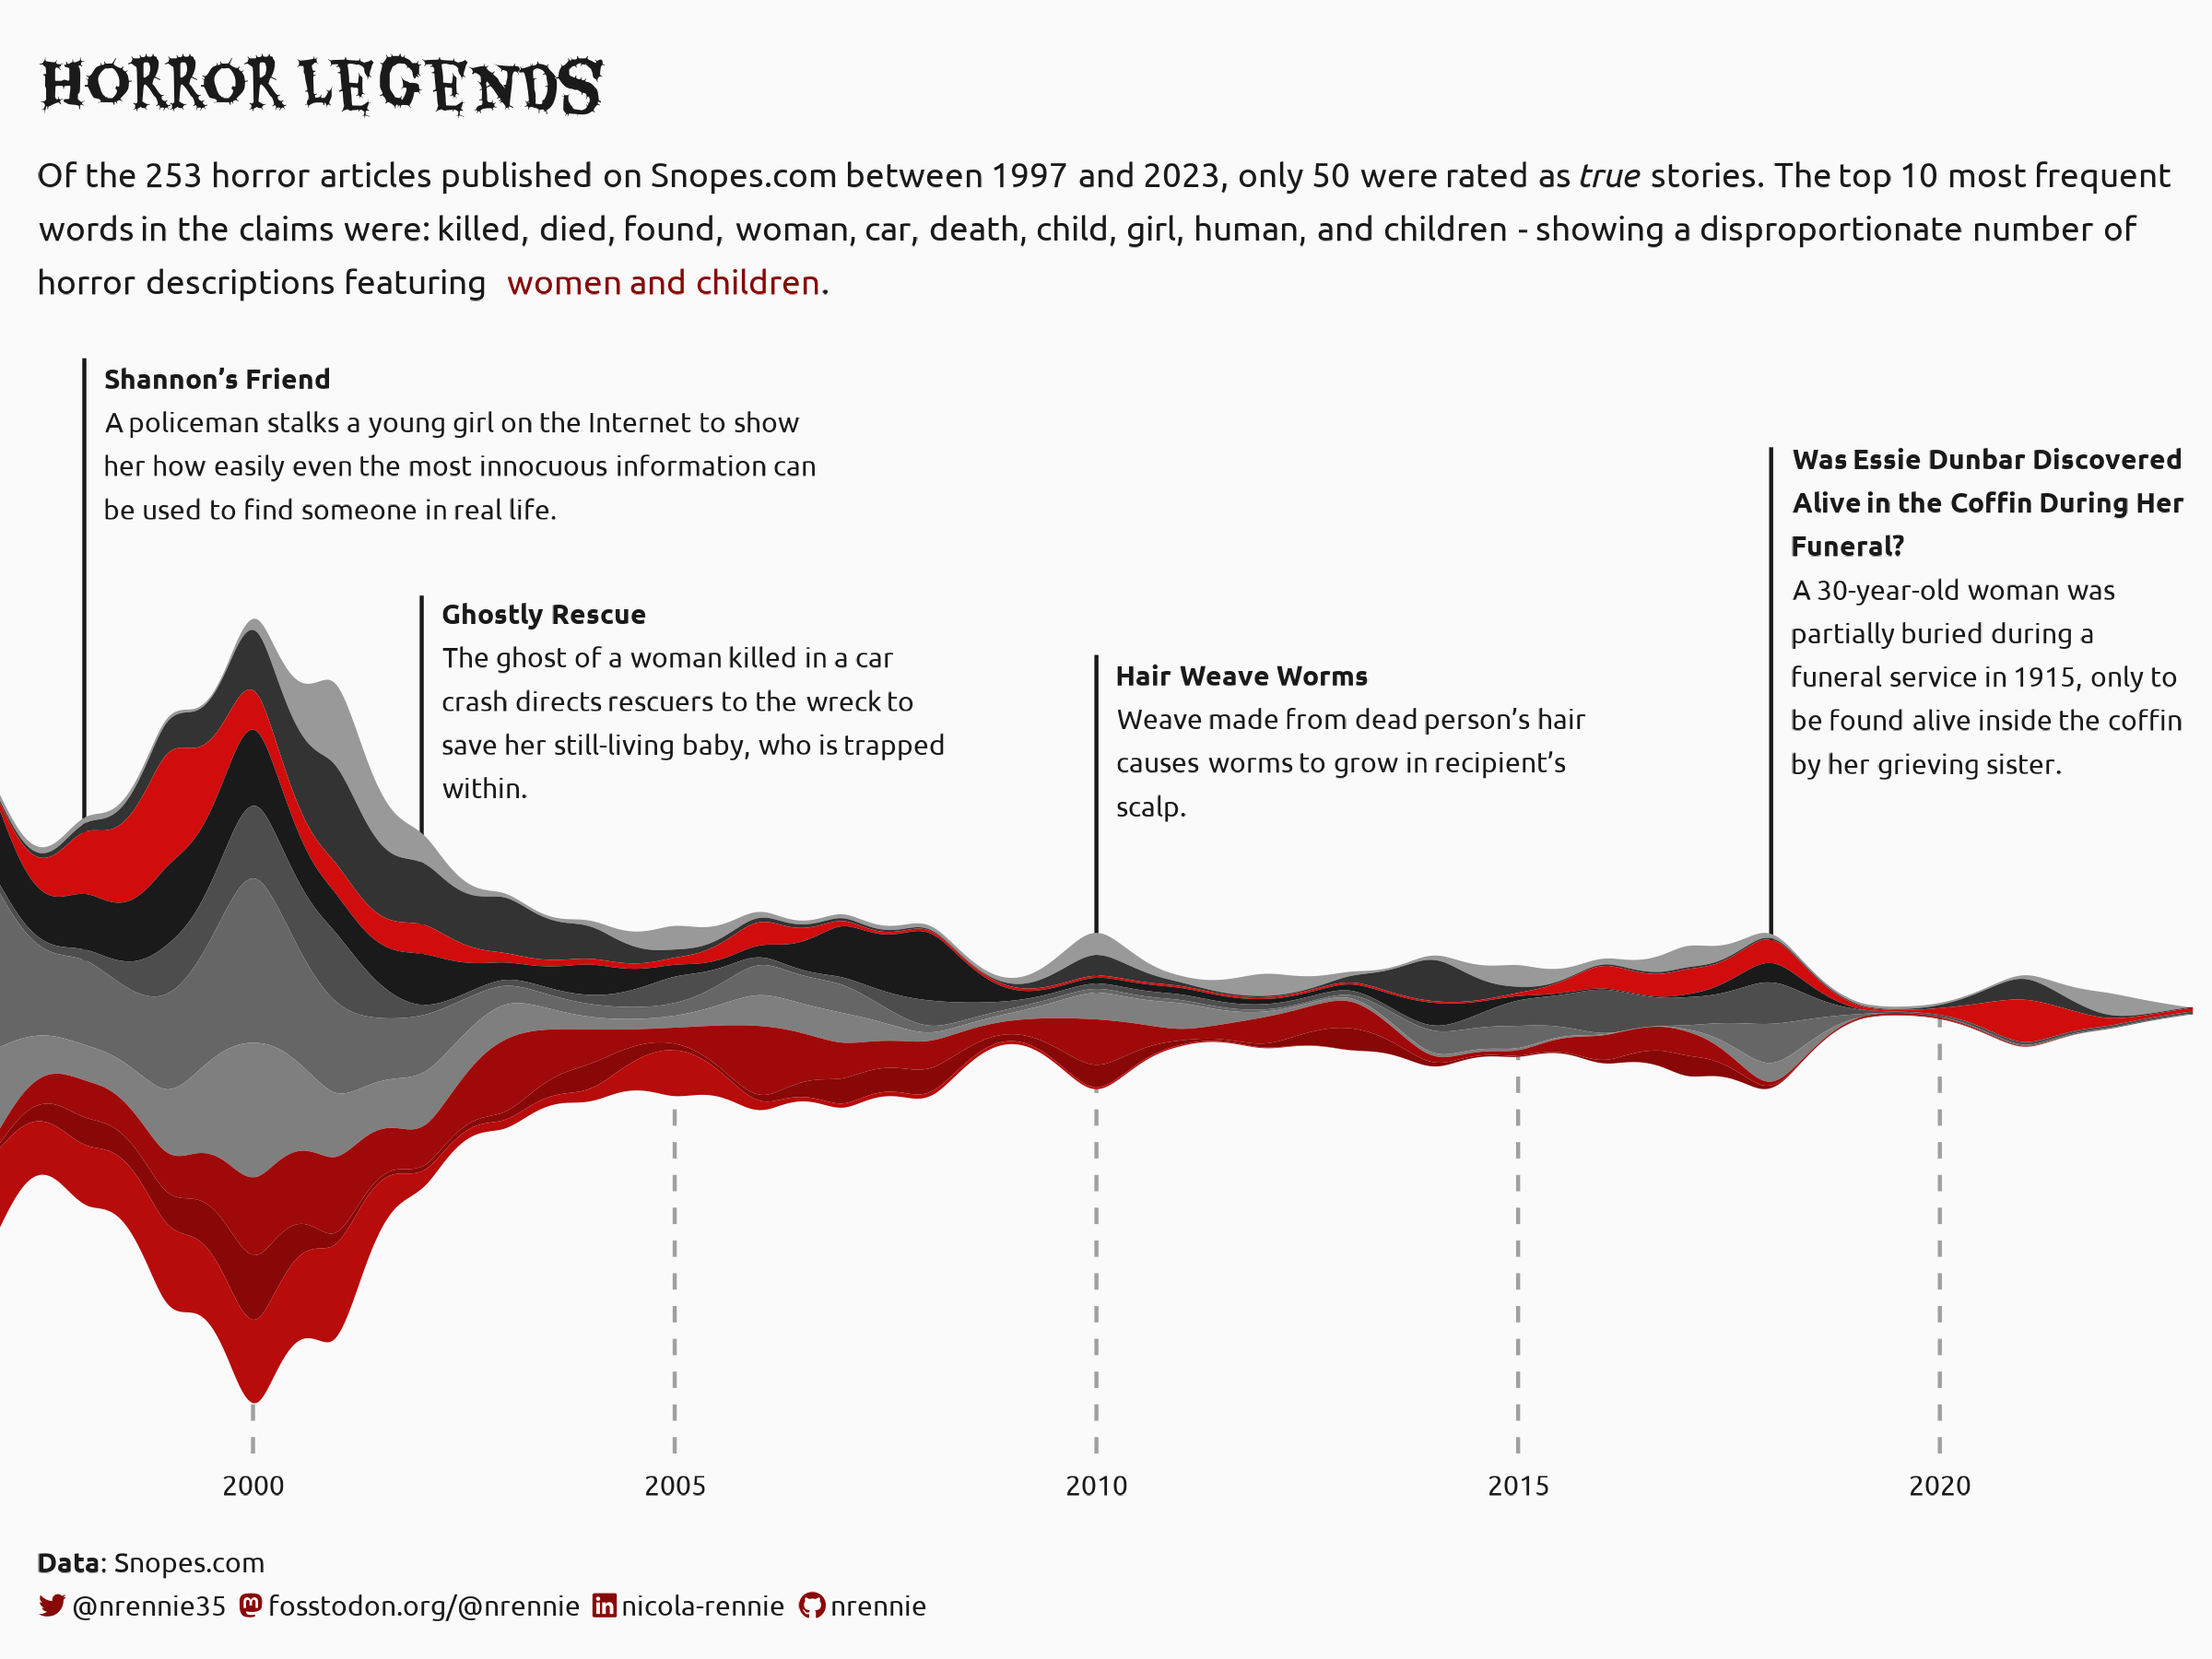 HORROR LEGENDS
Of the 253 horror articles published on Snopes.com between 1997 and 2023, only 50 were rated as true stories. The top 10 most frequent
words in the claims were: killed, died, found, woman, car, death, child, girl, human, and children - showing a disproportionate number of
horror descriptions featuring women and children.
Shannon’s Friend
A policeman stalks a young girl on the Internet to show
her how easily even the most innocuous information can
be used to find someone in real life.
Ghostly Rescue
The ghost of a woman killed in a car
crash directs rescuers to the wreck to
save her still-living baby, who is trapped
within.
Hair Weave Worms
Weave made from dead person’s hair
causes worms to grow in recipient’s
scalp.
Was Essie Dunbar Discovered
Alive in the Coffin During Her
Funeral?
A 30-year-old woman was
partially buried during a
funeral service in 1915, only to
be found alive inside the coffin
by her grieving sister.
2000 2005 2010 2015 2020
Data: Snopes.com
@nrennie35 fosstodon.org/@nrennie nicola-rennie nrennie